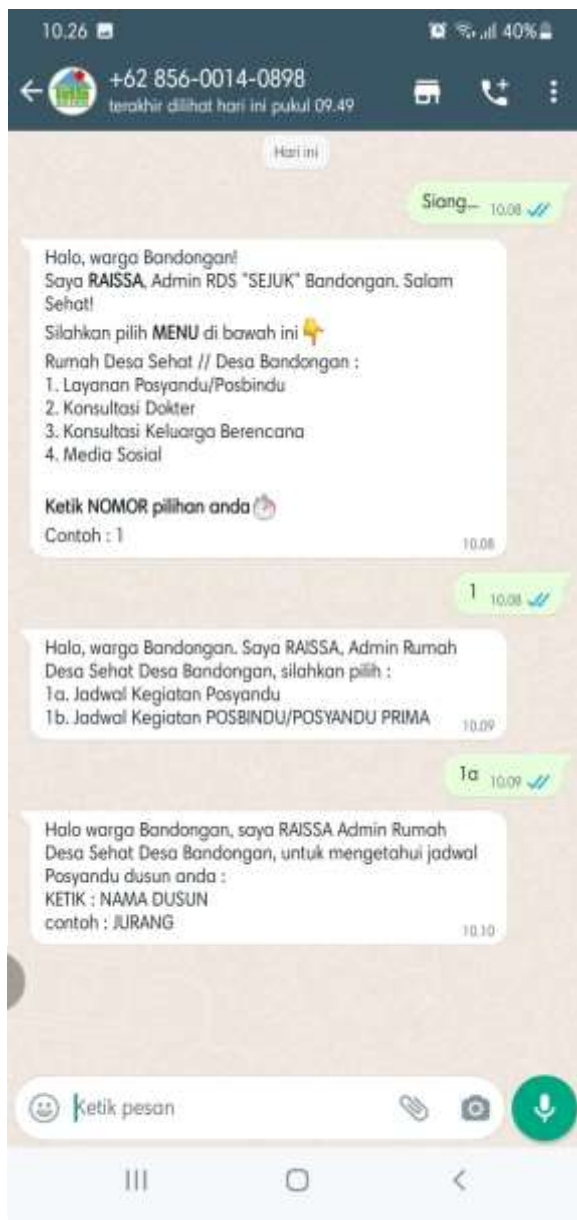 10.26
40%
+62 856-0014-0898
terakhir dilihat hari ini pukul 09.49
Hari ini
Siang... 10.08
Halo, warga Bandongan!
Saya RAISSA, Admin RDS "SEJUK" Bandongan. Salam
Sehat!
Silahkan pilih MENU di bawah ini👇
Rumah Desa Sehat // Desa Bandongan :
1. Layanan Posyandu/Posbindu
2. Konsultasi Dokter
3. Konsultasi Keluarga Berencana
4. Media Sosial
Ketik NOMOR pilihan anda
Contoh : 1
10.08
1 10.08
Halo, warga Bandongan. Saya RAISSA, Admin Rumah
Desa Sehat Desa Bandongan, silahkan pilih :
1a. Jadwal Kegiatan Posyandu
1b. Jadwal Kegiatan POSBINDU/POSYANDU PRIMA
10.09
1a 10.09
Halo warga Bandongan, saya RAISSA Admin Rumah
Desa Sehat Desa Bandongan, untuk mengetahui jadwal
Posyandu dusun anda :
KETIK : NAMA DUSUN
contoh : JURANG
10.10
Ketik pesan